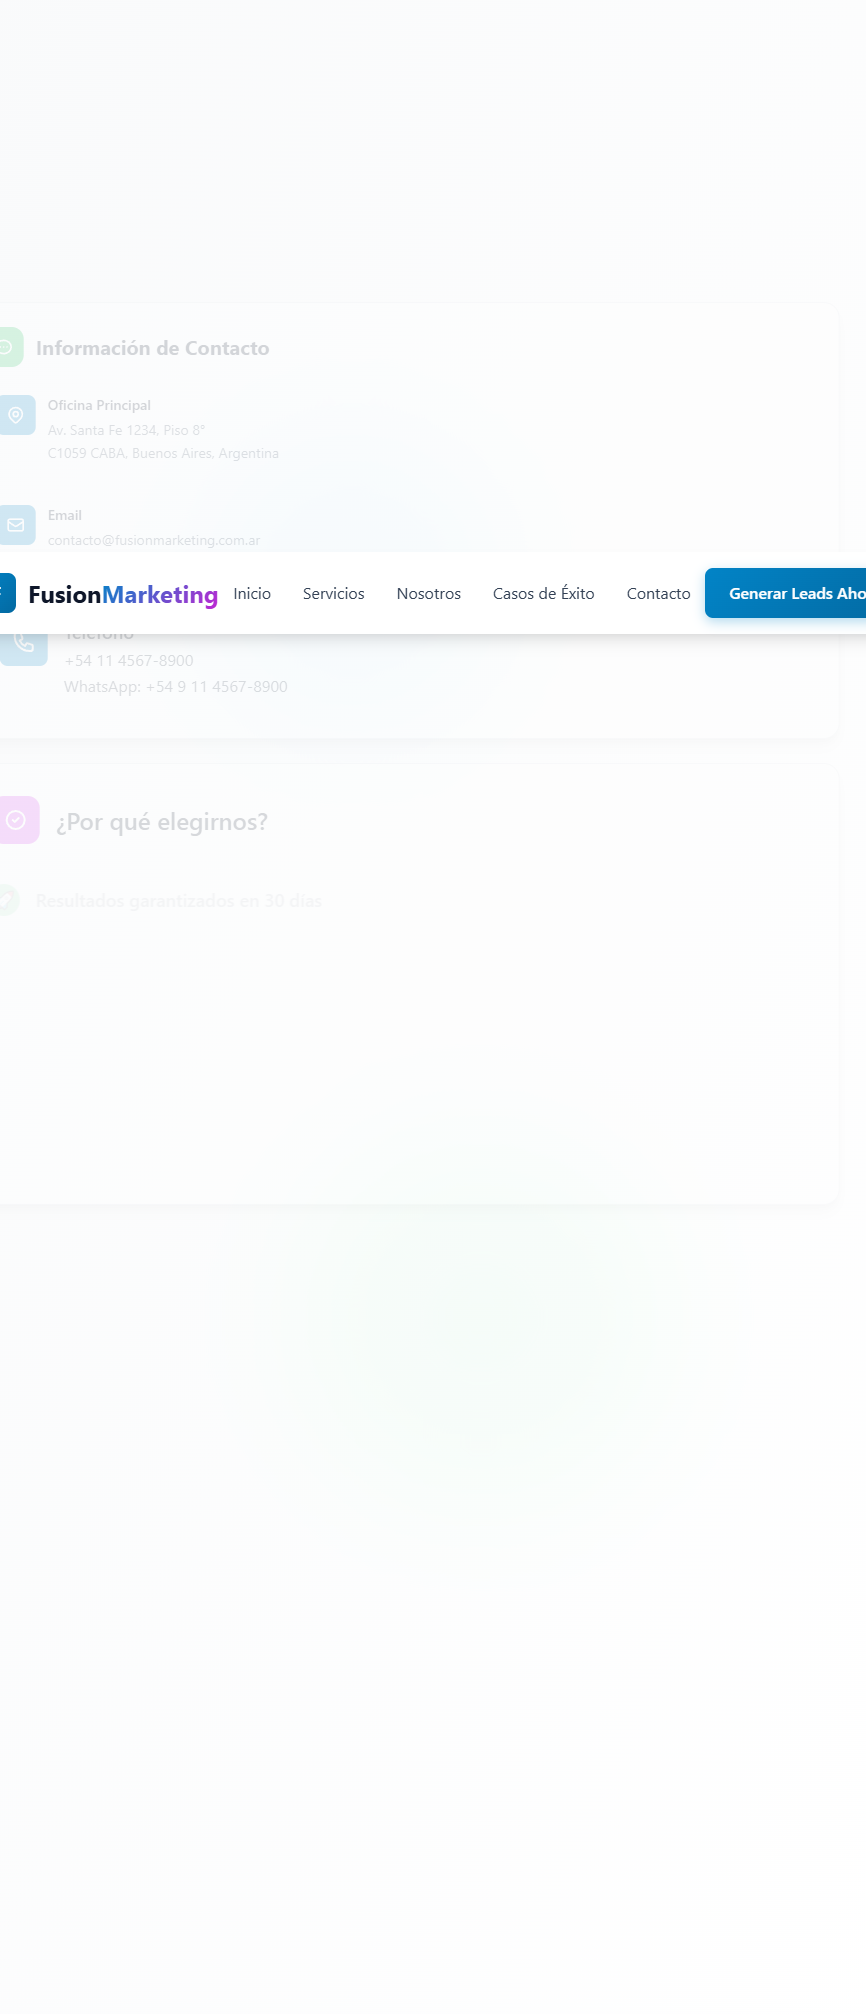 Información de Contacto
Oficina Principal
Av. Santa Fe 1234, Piso 8°
C1059 CABA, Buenos Aires, Argentina
Email
contacto@fusionmarketing.com.ar
FusionMarketing Inicio Servicios Nosotros Casos de Éxito Contacto Generar Leads Aho
Teléfono
+54 11 4567-8900
WhatsApp: +54 9 11 4567-8900
¿Por qué elegirnos?
Resultados garantizados en 30 días